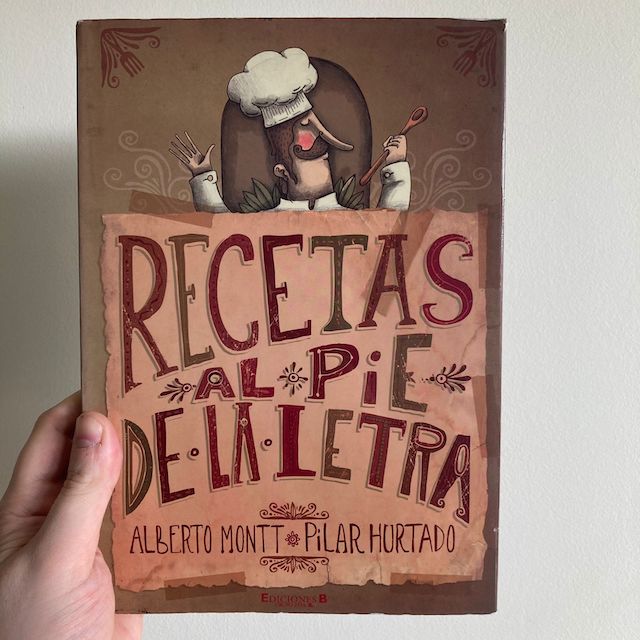 RECETAS
AL PiE
DE·LA·LETRA
ALBERTO MONTT PiLAR HURTADO
EDICIONES B